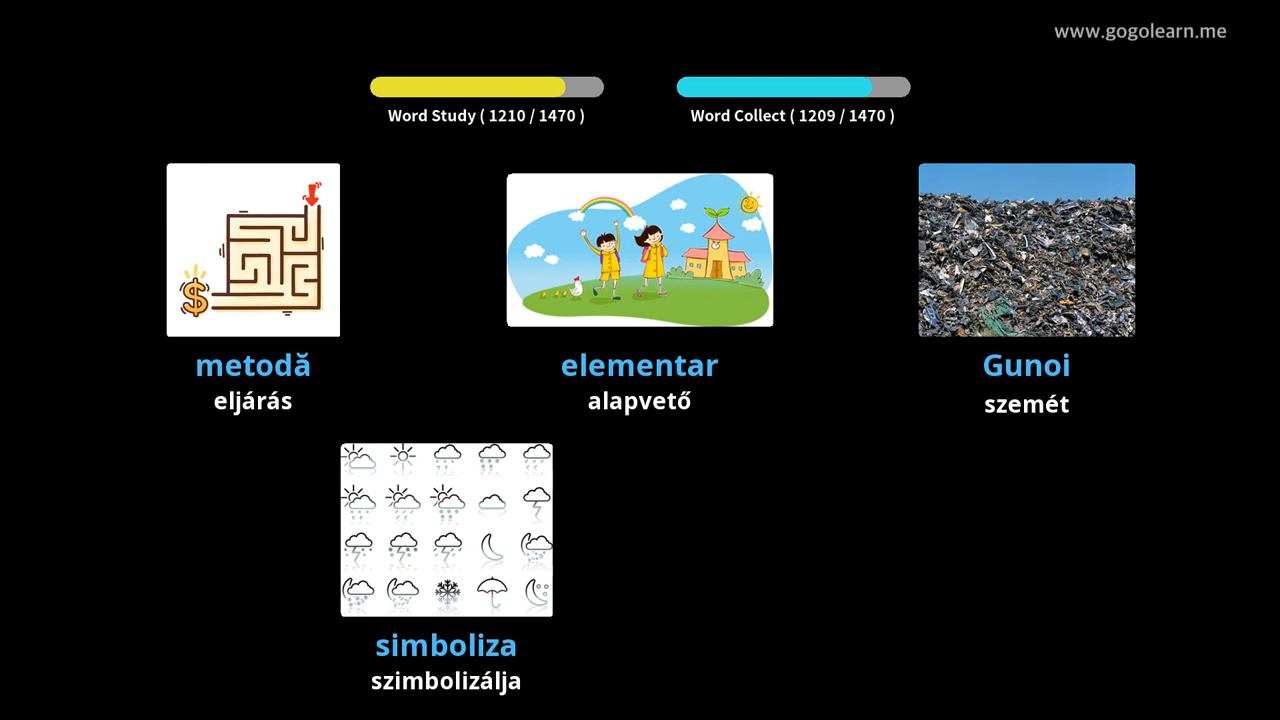 www.gogolearn.me
Word Study ( 1210 / 1470 )
Word Collect ( 1209 / 1470 )
metodă
eljárás
elementar
alapvető
Gunoi
szemét
simboliza
szimbolizálja